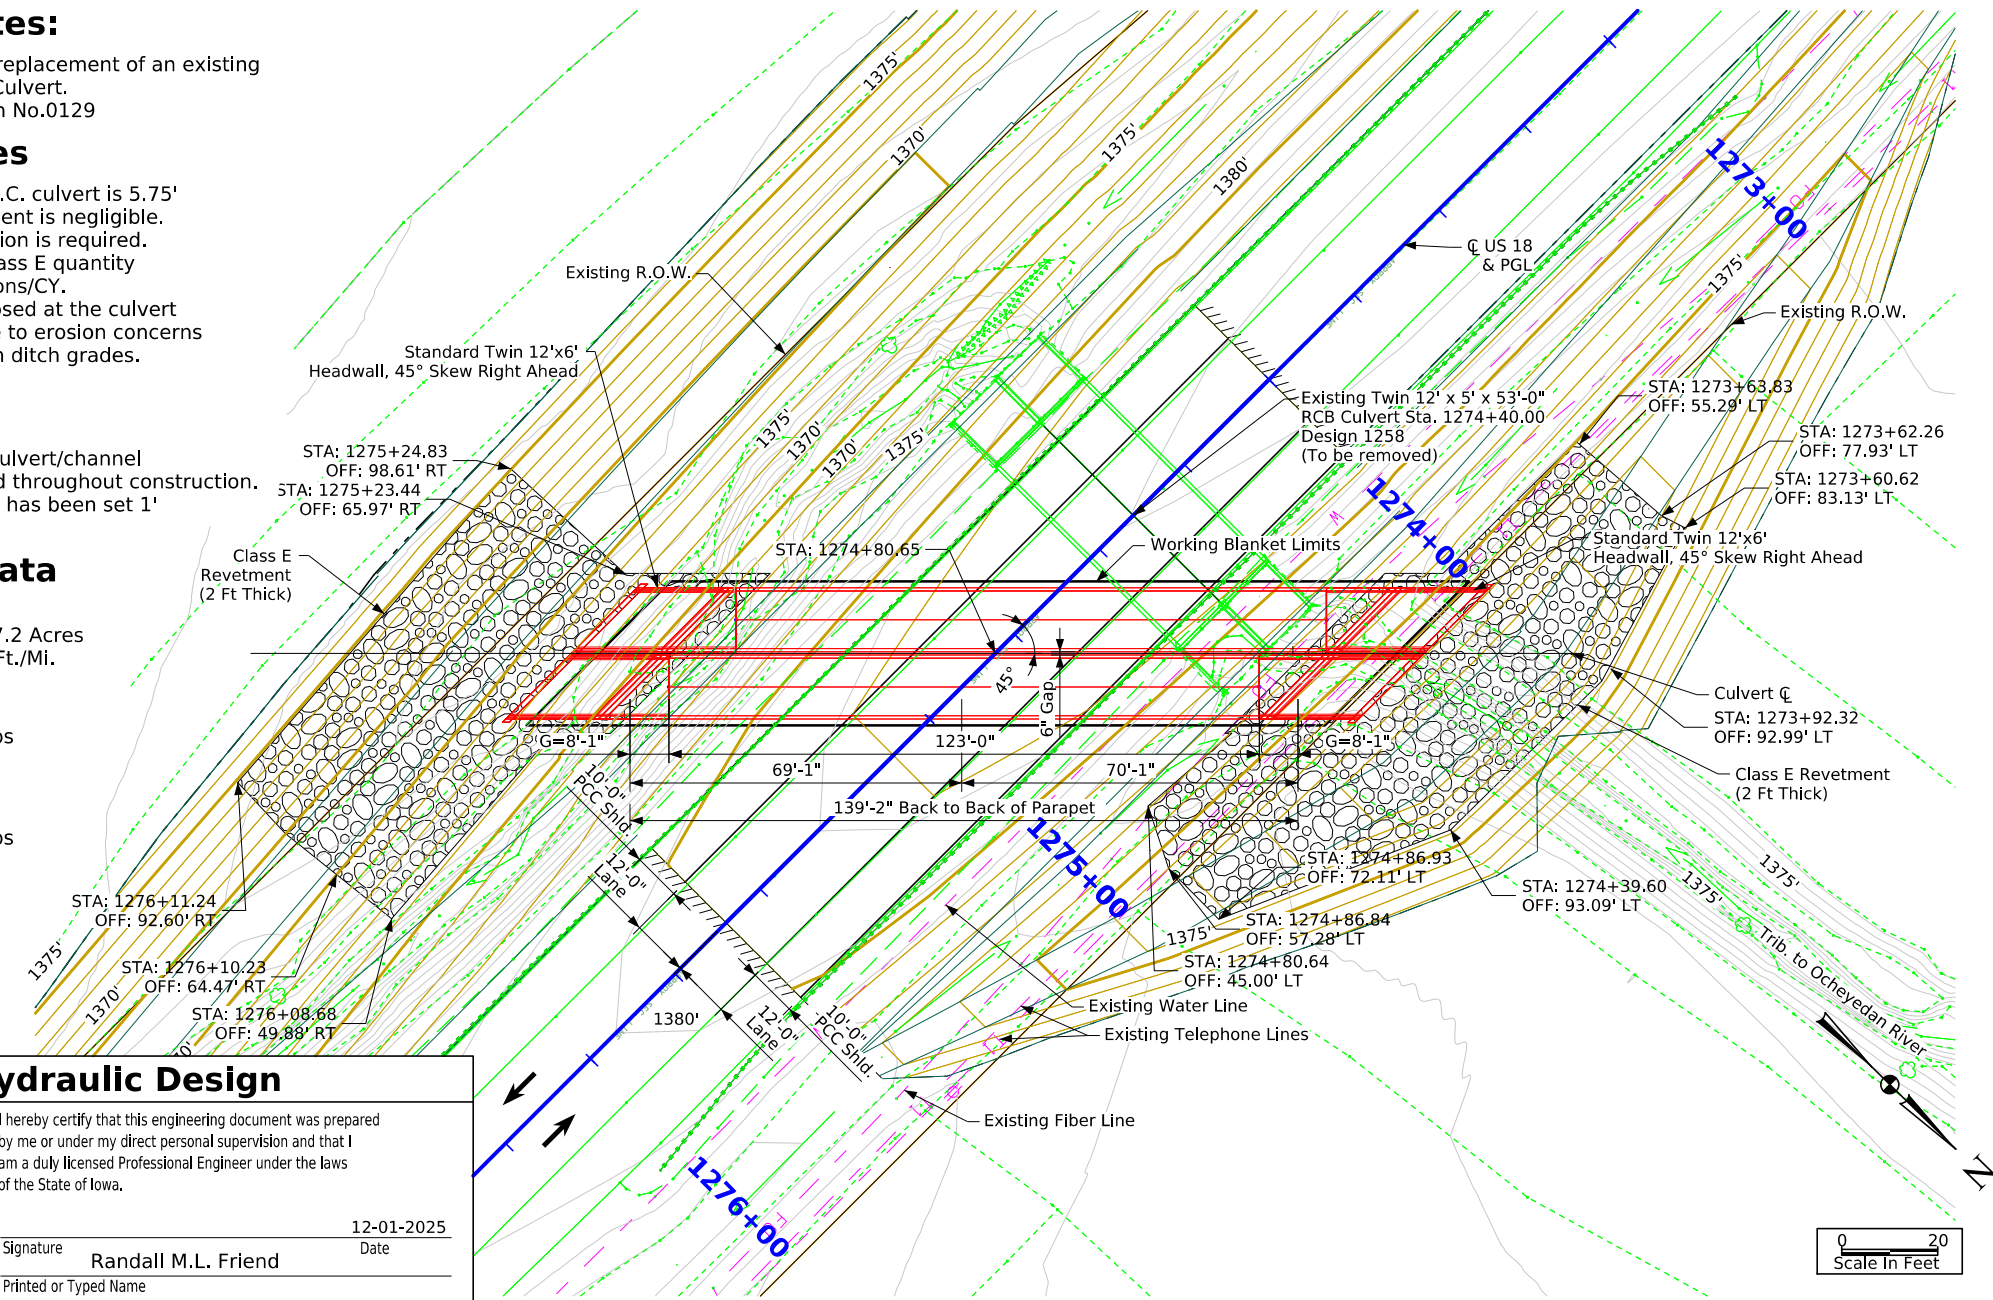 tes:
replacement of an existing
Culvert.
n No.0129
es
.C. culvert is 5.75'
ent is negligible.
ion is required.
ass E quantity
ons/CY.
osed at the culvert
e to erosion concerns
n ditch grades.
ulvert/channel
d throughout construction.
has been set 1'
ata
7.2 Acres
Ft./Mi.
os
os
1375'
1370'
1375'
1380'
1273+00
Existing R.O.W.
℄ US 18
& PGL
1375'
Existing R.O.W.
Standard Twin 12'x6'
Headwall, 45° Skew Right Ahead
Existing Twin 12' x 5' x 53'-0"
RCB Culvert Sta. 1274+40.00
Design 1258
(To be removed)
STA: 1273+63.83
OFF: 55.29' LT
STA: 1273+62.26
OFF: 77.93' LT
STA: 1273+60.62
OFF: 83.13' LT
1375'
1370'
1370'
1375'
STA: 1275+24.83
OFF: 98.61' RT
STA: 1275+23.44
OFF: 65.97' RT
1274+00
Standard Twin 12'x6'
Headwall, 45° Skew Right Ahead
Class E
Revetment
(2 Ft Thick)
STA: 1274+80.65
Working Blanket Limits
45°
6" Gap
Culvert ℄
STA: 1273+92.32
OFF: 92.99' LT
Class E Revetment
(2 Ft Thick)
G=8'-1"
123'-0"
G=8'-1"
69'-1"
70'-1"
139'-2" Back to Back of Parapet
10'-0"
PCC Shld.
12'-0"
Lane
1275+00
STA: 1274+86.93
OFF: 72.11' LT
STA: 1274+39.60
OFF: 93.09' LT
1375'
1375'
STA: 1274+86.84
OFF: 57.28' LT
1375'
STA: 1274+80.64
OFF: 45.00' LT
Trib. to Ocheyedan River
STA: 1276+11.24
OFF: 92.60' RT
STA: 1276+10.23
OFF: 64.47' RT
STA: 1276+08.68
OFF: 49.88' RT
1375'
1370'
70'
1380'
12'-0"
Lane
10'-0"
PCC Shld.
Existing Water Line
Existing Telephone Lines
Existing Fiber Line
1276+00
N
0 20
Scale In Feet
ydraulic Design
I hereby certify that this engineering document was prepared
by me or under my direct personal supervision and that I
am a duly licensed Professional Engineer under the laws
of the State of Iowa.
12-01-2025
Signature Date
Randall M.L. Friend
Printed or Typed Name